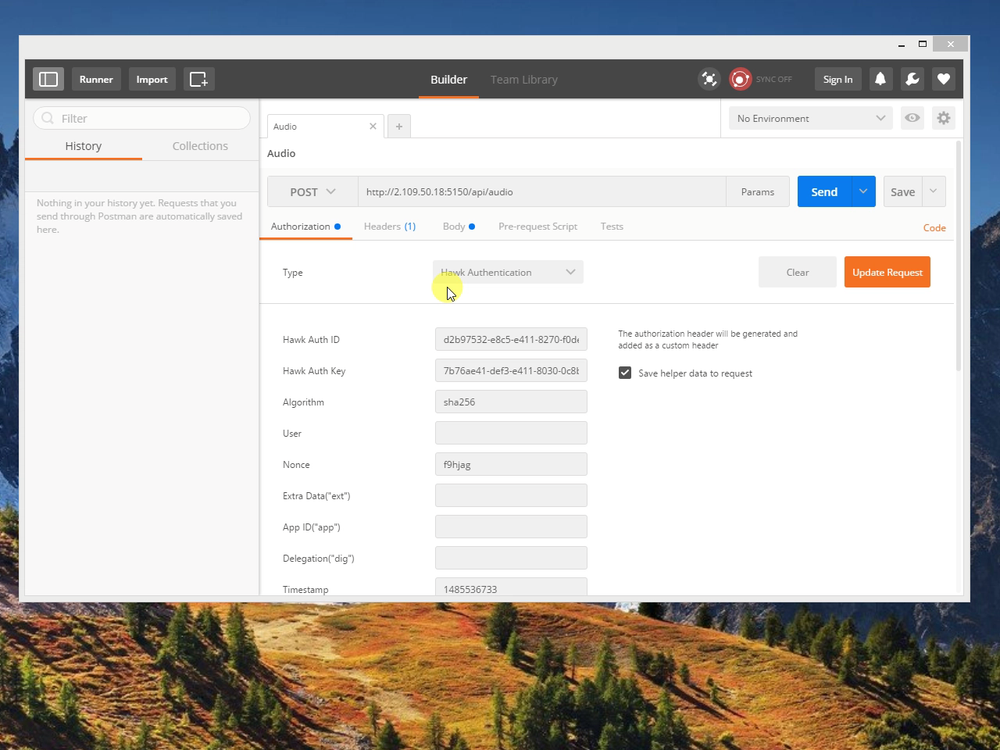 Runner
Import
Builder
Team Library
SYNC OFF
Sign In
Filter
History
Collections
Nothing in your history yet. Requests that you
send through Postman are automatically saved
here.
Audio
No Environment
Audio
POST
http://2.109.50.18:5150/api/audio
Params
Send
Save
Authorization
Headers (1)
Body
Pre-request Script
Tests
Code
Type
Hawk Authentication
Clear
Update Request
Hawk Auth ID
d2b97532-e8c5-e411-8270-f0de
The authorization header will be generated and
added as a custom header
Hawk Auth Key
7b76ae41-def3-e411-8030-0c8b
Save helper data to request
Algorithm
sha256
User
Nonce
f9hjag
Extra Data("ext")
App ID("app")
Delegation("dig")
Timestamp
1485536733